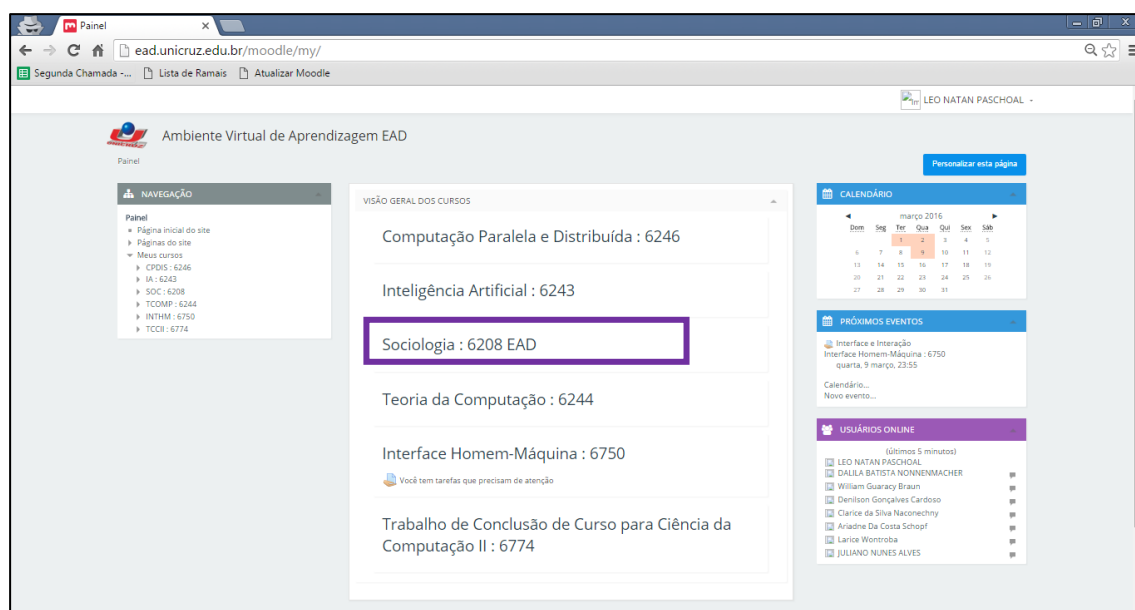 Painel
ead.unicruz.edu.br/moodle/my/
Segunda Chamada -...
Lista de Ramais
Atualizar Moodle
LEO NATAN PASCHOAL
Ambiente Virtual de Aprendizagem EAD
Painel
Personalizar esta página
NAVEGAÇÃO
Painel
Página inicial do site
Páginas do site
Meus cursos
CPDIS : 6246
IA : 6243
SOC : 6208
TCOMP : 6244
INTHM : 6750
TCCII : 6774
VISÃO GERAL DOS CURSOS
Computação Paralela e Distribuída : 6246
Inteligência Artificial : 6243
Sociologia : 6208 EAD
Teoria da Computação : 6244
Interface Homem-Máquina : 6750
Você tem tarefas que precisam de atenção
Trabalho de Conclusão de Curso para Ciência da
Computação II : 6774
CALENDÁRIO
março 2016
Dom Seg Ter Qua Qui Sex Sáb
1 2 3 4 5
6 7 8 9 10 11 12
13 14 15 16 17 18 19
20 21 22 23 24 25 26
27 28 29 30 31
PRÓXIMOS EVENTOS
Interface e Interação
Interface Homem-Máquina : 6750
quarta, 9 março, 23:55
Calendário...
Novo evento...
USUÁRIOS ONLINE
(últimos 5 minutos)
LEO NATAN PASCHOAL
DALILA BATISTA NONNENMACHER
William Guaracy Braun
Denilson Gonçalves Cardoso
Clarice da Silva Naconechny
Ariadne Da Costa Schopf
Larice Wontroba
JULIANO NUNES ALVES